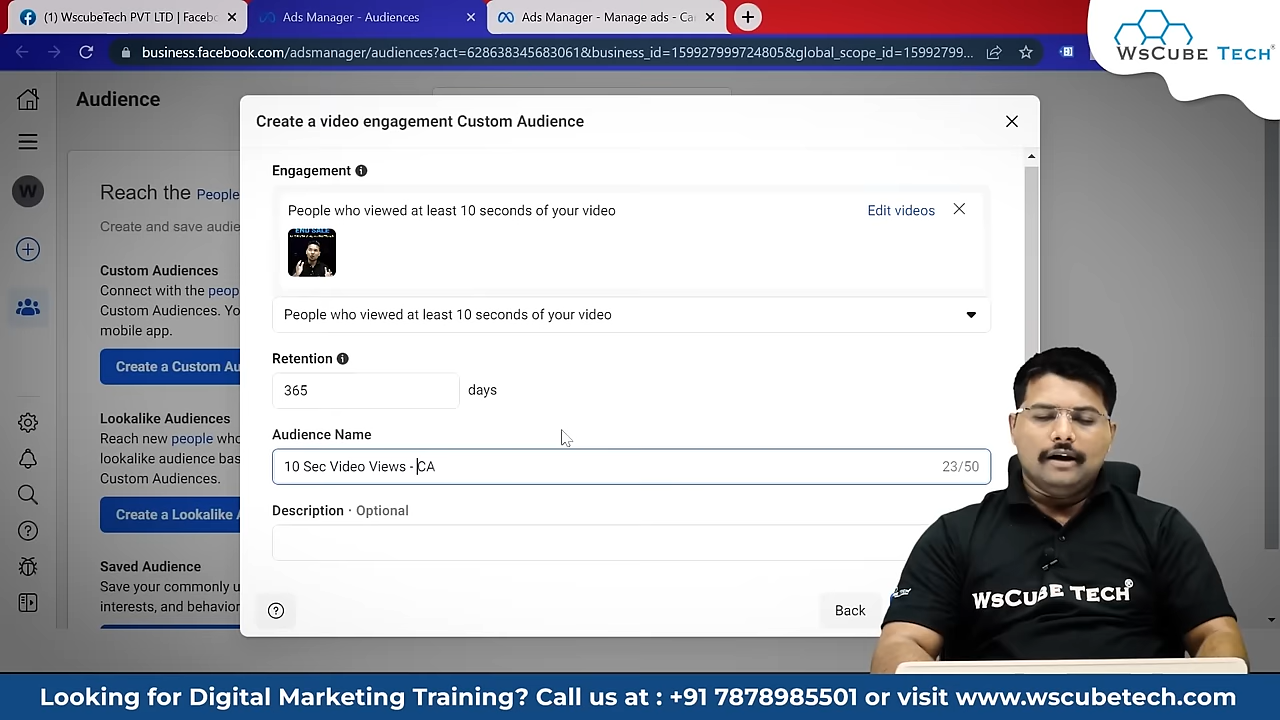 (1) WscubeTech PVT LTD | Faceb
Ads Manager - Audiences
Ads Manager - Manage ads - Ca
business.facebook.com/adsmanager/audiences?act=628638345683061&business_id=159927999724805&global_scope_id=15992799...
WsCube Tech®
Audience
Create a video engagement Custom Audience
Engagement
People who viewed at least 10 seconds of your video
Edit videos
END SALE
People who viewed at least 10 seconds of your video
Retention
365 days
Audience Name
10 Sec Video Views - CA
23/50
Description · Optional
Back
W
Reach the People
Create and save audie
Custom Audiences
Connect with the peop
Custom Audiences. Yo
mobile app.
Create a Custom Au
Lookalike Audiences
Reach new people who
lookalike audience bas
Custom Audiences.
Create a Lookalike A
Saved Audience
Save your commonly u
interests, and behavior
WsCube Tech®
Looking for Digital Marketing Training? Call us at : +91 7878985501 or visit www.wscubetech.com